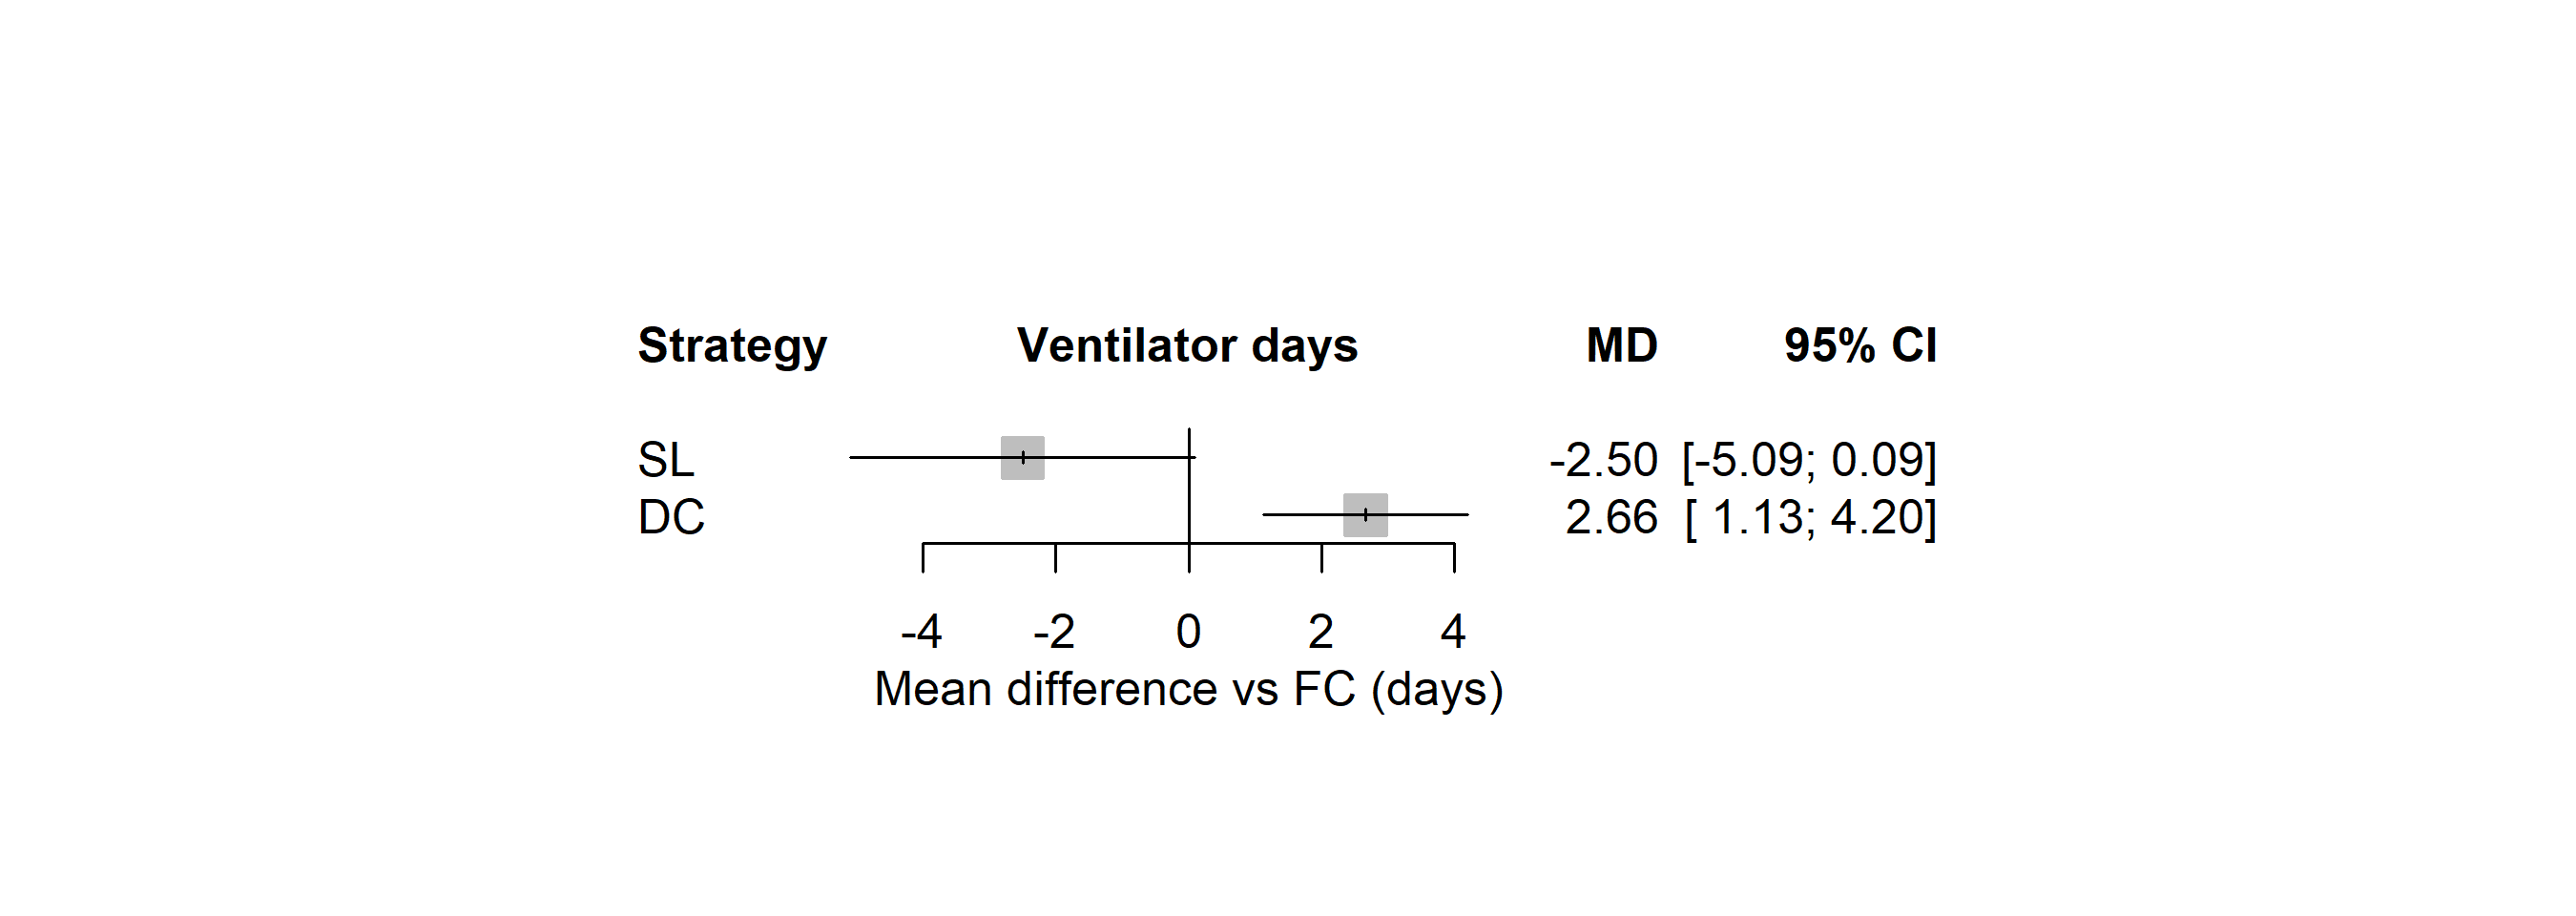 Strategy Ventilator days MD 95% CI
SL -2.50 [-5.09; 0.09]
DC 2.66 [ 1.13; 4.20]
-4 -2 0 2 4
Mean difference vs FC (days)